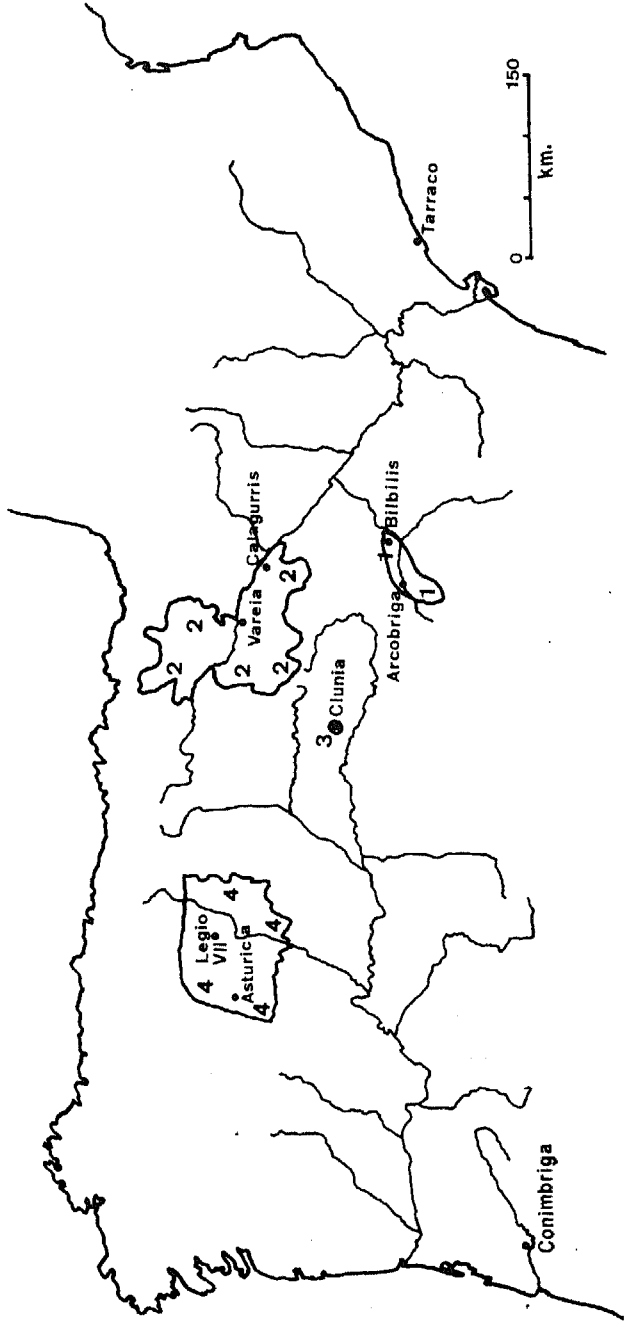 Calagurris
2
2
Vareia
2
2
2
Bilbilis
1
Arcobriga
1
Tarraco
0
150
km.
3
Clunia
4
Legio
VII
4
Asturica
4
4
Conimbriga